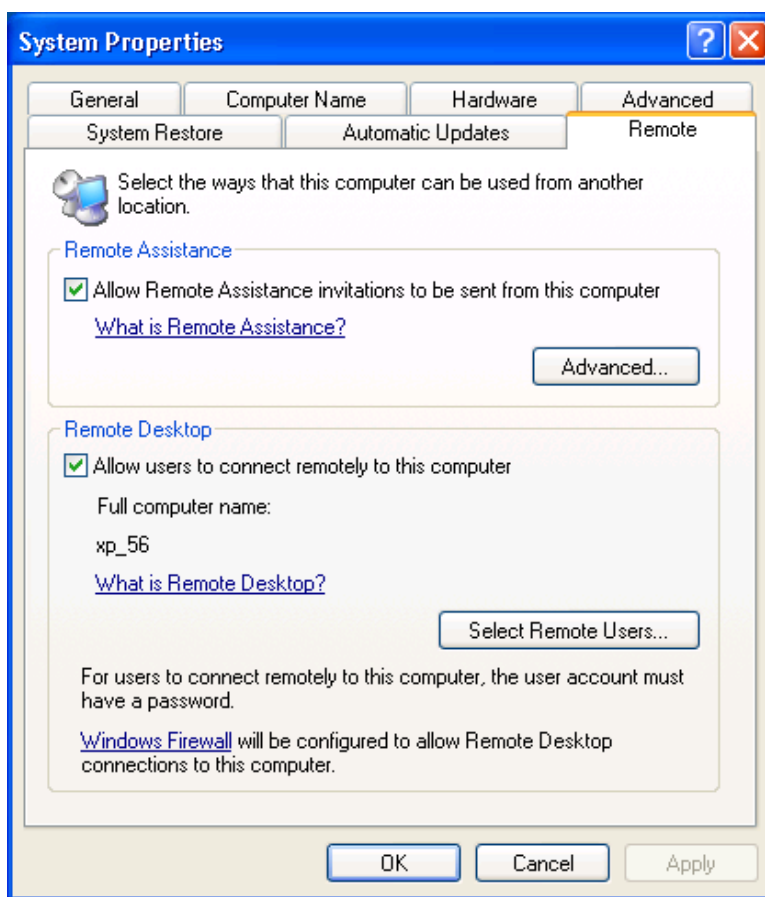 System Properties
General Computer Name Hardware Advanced
System Restore Automatic Updates Remote
Select the ways that this computer can be used from another
location.
Remote Assistance
Allow Remote Assistance invitations to be sent from this computer
What is Remote Assistance?
Advanced...
Remote Desktop
Allow users to connect remotely to this computer
Full computer name:
xp_56
What is Remote Desktop?
Select Remote Users...
For users to connect remotely to this computer, the user account must
have a password.
Windows Firewall will be configured to allow Remote Desktop
connections to this computer.
OK Cancel Apply